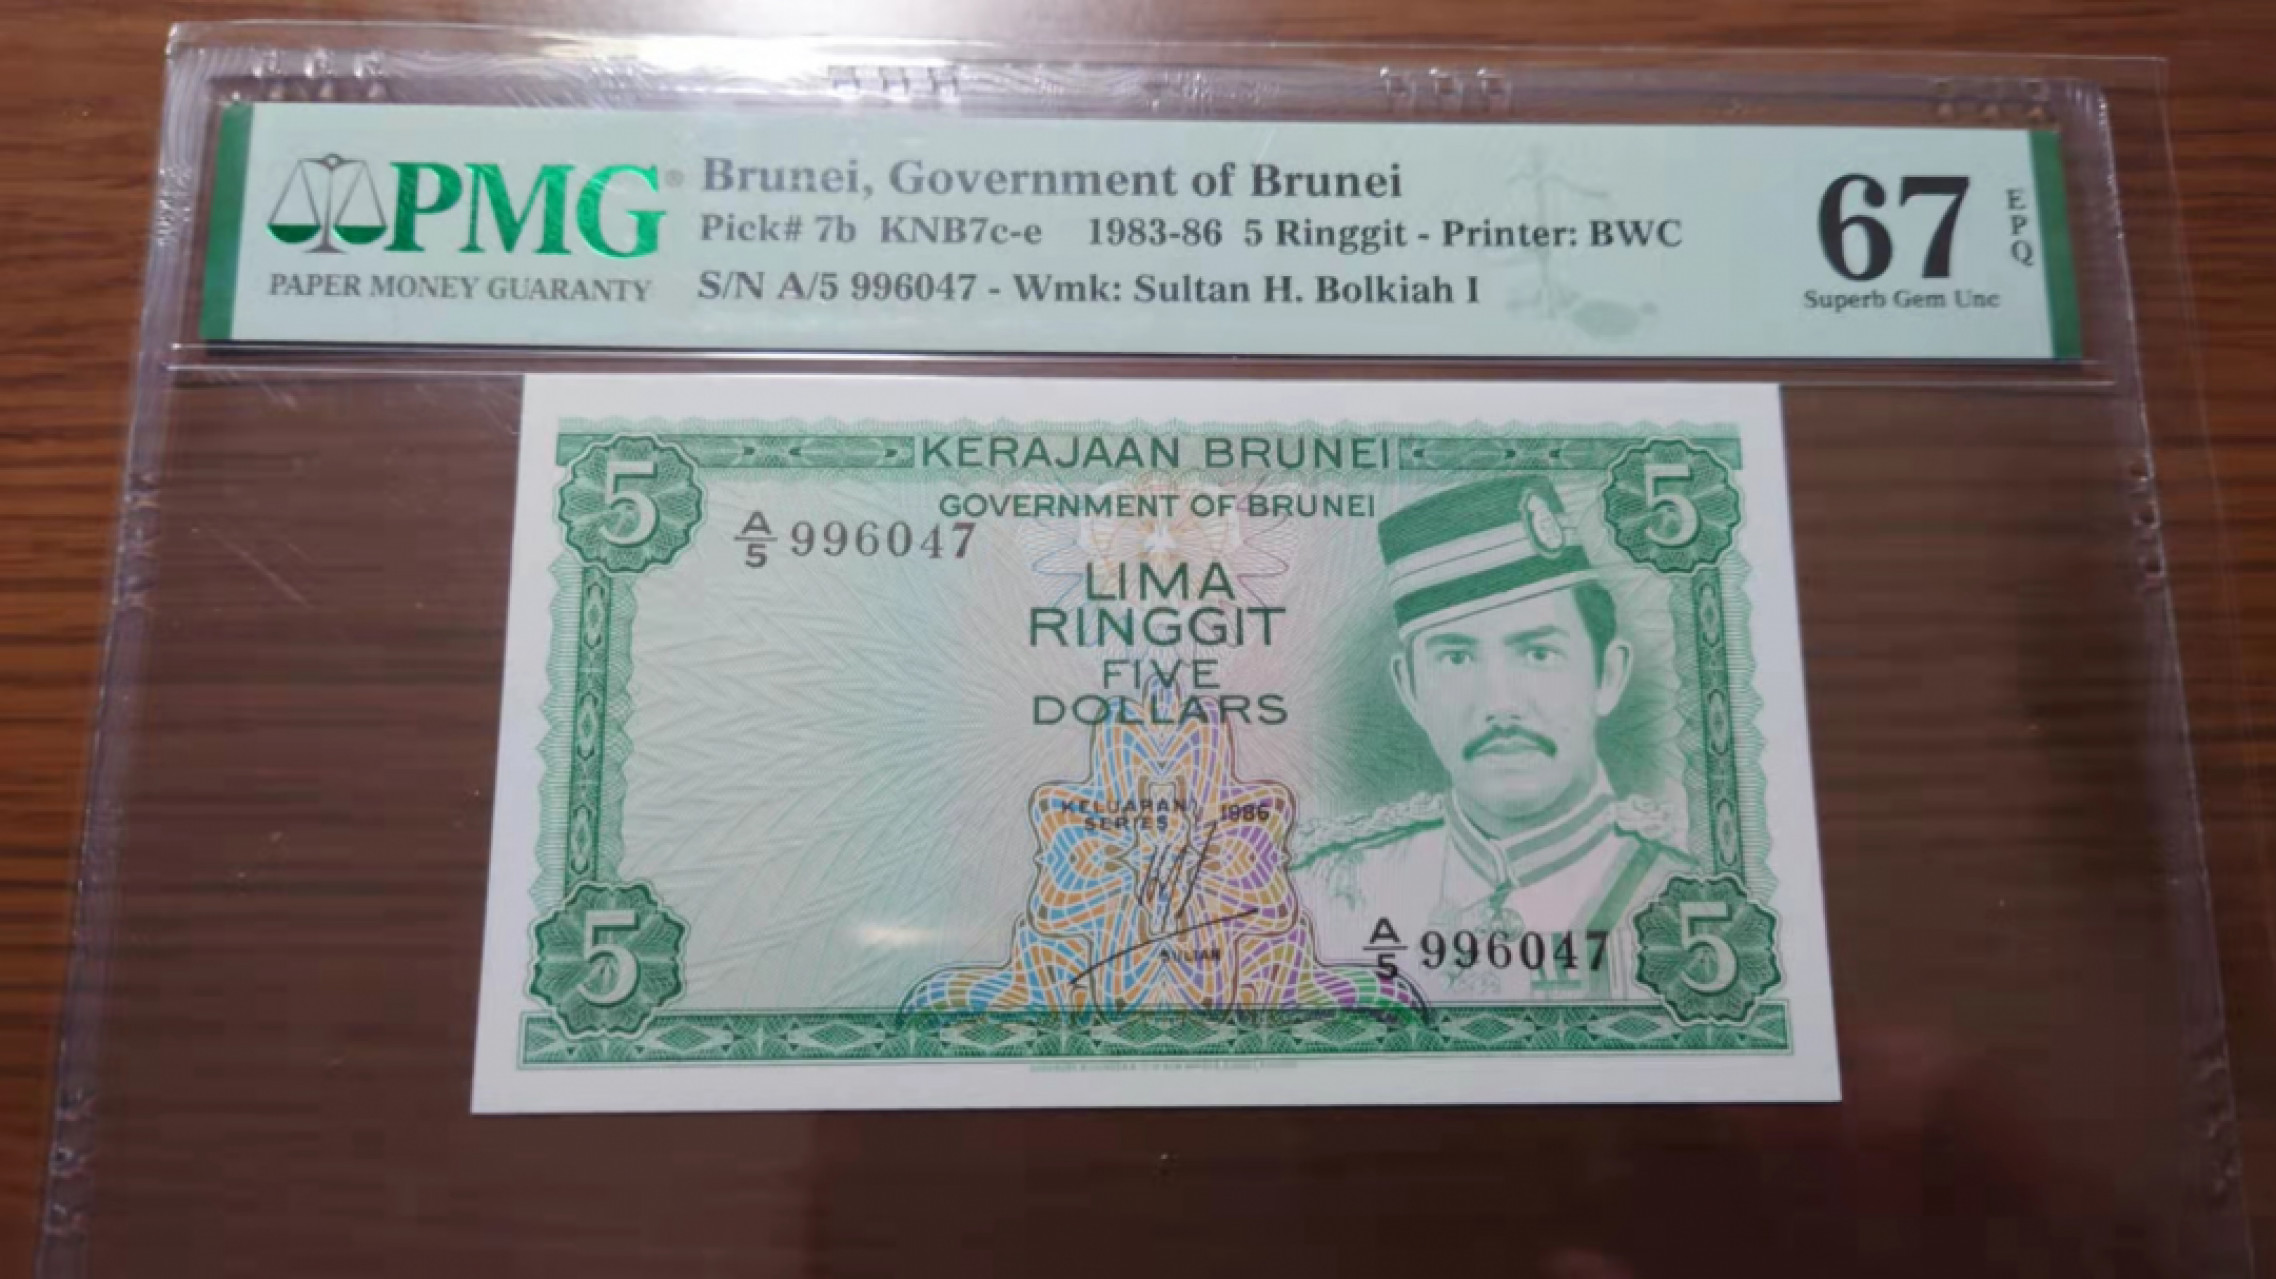 PMG®
PAPER MONEY GUARANTY
Brunei, Government of Brunei
Pick# 7b KNB7c-e 1983-86 5 Ringgit - Printer: BWC
S/N A/5 996047 - Wmk: Sultan H. Bolkiah I
67
EPQ
Superb Gem Unc
5
KERAJAAN BRUNEI
5
GOVERNMENT OF BRUNEI
A/5 996047
LIMA
RINGGIT
FIVE
DOLLARS
KELUARAN
SERIES
1986
SULTAN
A/5 996047
5
5